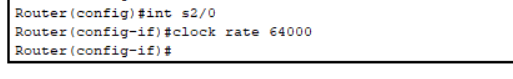 Router(config)#int s2/0
Router(config-if)#clock rate 64000
Router(config-if)#